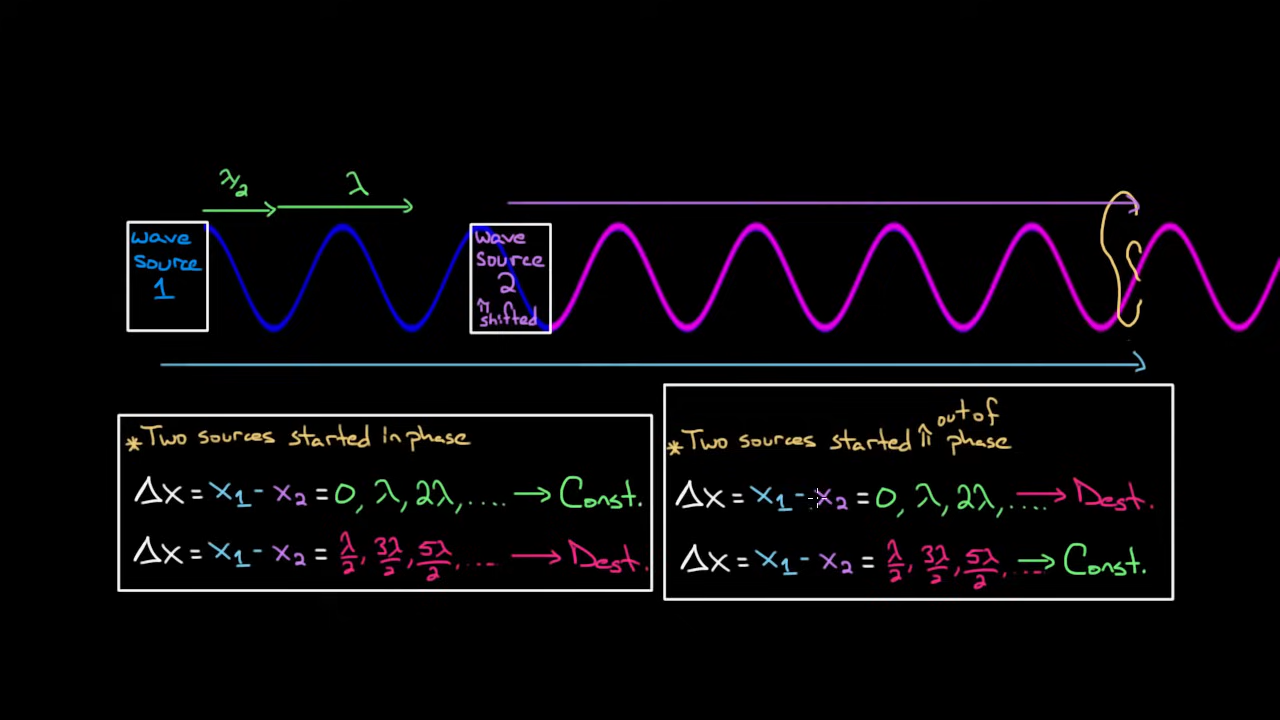 λ/2
λ
Wave
Source
1
Wave
Source
2
π
shifted
*Two sources started in phase
Δx = x₁ - x₂ = 0, λ, 2λ, .... → Const.
Δx = x₁ - x₂ = λ/2, 3λ/2, 5λ/2, .... → Dest.
*Two sources started π out of phase
Δx = x₁ - x₂ = 0, λ, 2λ, .... → Dest.
Δx = x₁ - x₂ = λ/2, 3λ/2, 5λ/2, ... → Const.